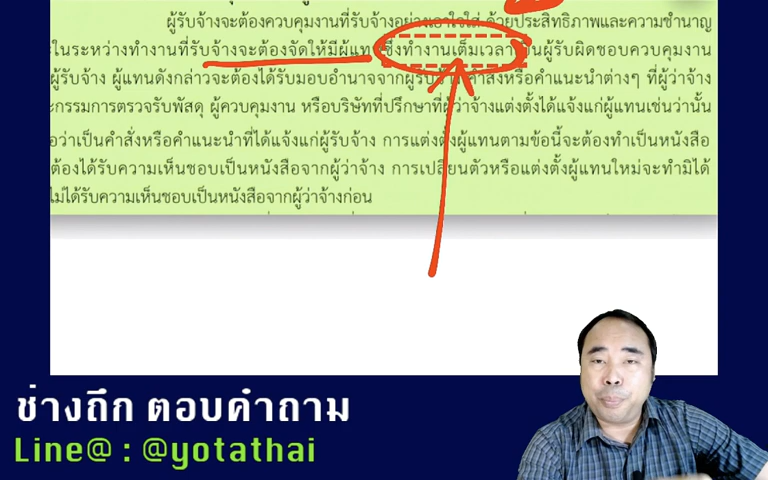 ผู้รับจ้างจะต้องควบคุมงานที่รับจ้างอย่างเอาใจใส่ ด้วยประสิทธิภาพและความชำนาญ
ในระหว่างทำงานที่รับจ้างจะต้องจัดให้มีผู้แทนซึ่งทำงานเต็มเวลาเป็นผู้รับผิดชอบควบคุมงาน
ผู้รับจ้าง ผู้แทนดังกล่าวจะต้องได้รับมอบอำนาจจากผู้รับจ้าง คำสั่งหรือคำแนะนำต่างๆ ที่ผู้ว่าจ้าง
กรรมการตรวจรับพัสดุ ผู้ควบคุมงาน หรือบริษัทที่ปรึกษาที่ผู้ว่าจ้างแต่งตั้งได้แจ้งแก่ผู้แทนเช่นว่านั้น
ว่าเป็นคำสั่งหรือคำแนะนำที่ได้แจ้งแก่ผู้รับจ้าง การแต่งตั้งผู้แทนตามข้อนี้จะต้องทำเป็นหนังสือ
ต้องได้รับความเห็นชอบเป็นหนังสือจากผู้ว่าจ้าง การเปลี่ยนตัวหรือแต่งตั้งผู้แทนใหม่จะทำมิได้
ไม่ได้รับความเห็นชอบเป็นหนังสือจากผู้ว่าจ้างก่อน
ช่างถึก ตอบคำถาม
Line@ : @yotathai